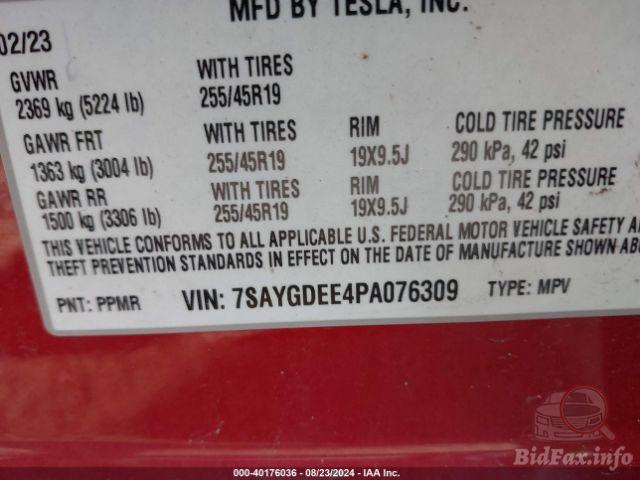 MFD BY TESLA, INC.
02/23
GVWR WITH TIRES
2369 kg (5224 lb) 255/45R19
GAWR FRT WITH TIRES RIM COLD TIRE PRESSURE
1363 kg (3004 lb) 255/45R19 19X9.5J 290 kPa, 42 psi
GAWR RR WITH TIRES RIM COLD TIRE PRESSURE
1500 kg (3306 lb) 255/45R19 19X9.5J 290 kPa, 42 psi
THIS VEHICLE CONFORMS TO ALL APPLICABLE U.S. FEDERAL MOTOR VEHICLE SAFETY
THEFT PREVENTION STANDARDS IN EFFECT ON THE DATE OF MANUFACTURE SHOWN
PNT: PPMR VIN: 7SAYGDEE4PA076309 TYPE: MPV
BidFax.info
000-40176036 - 08/23/2024 - IAA Inc.